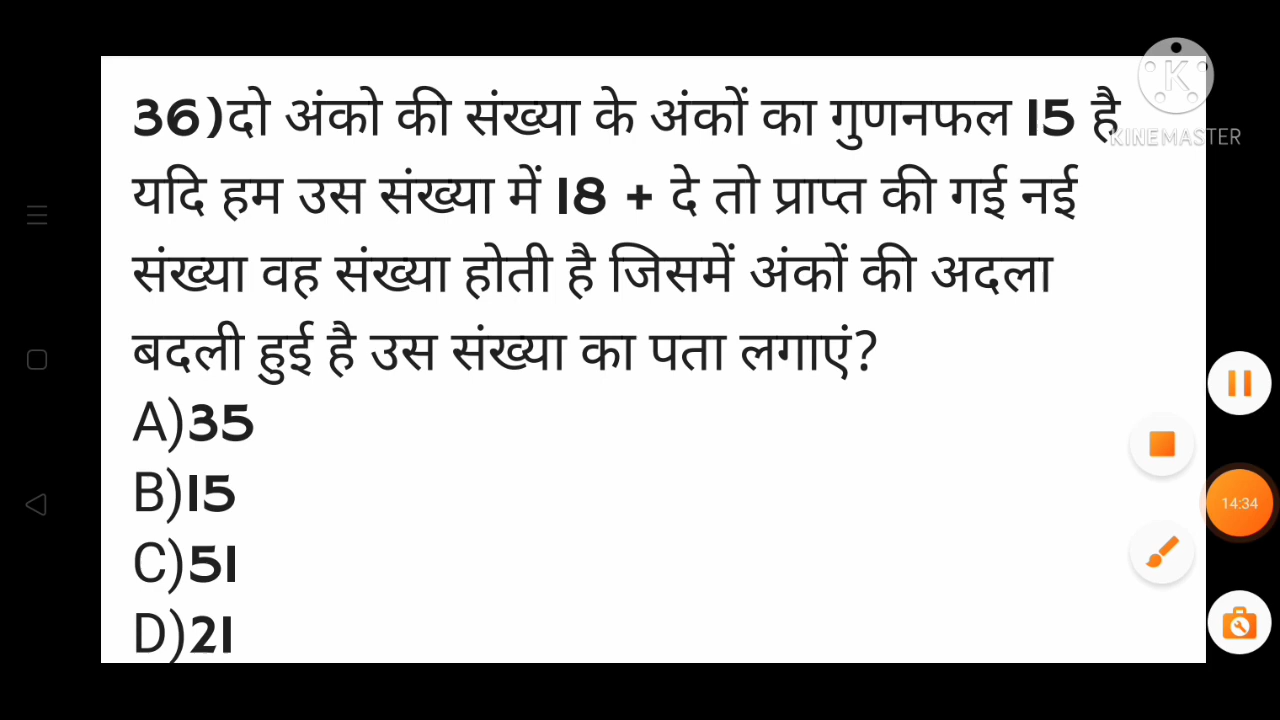 36)दो अंको की संख्या के अंकों का गुणनफल 15 है
यदि हम उस संख्या में 18 + दे तो प्राप्त की गई नई
संख्या वह संख्या होती है जिसमें अंकों की अदला
बदली हुई है उस संख्या का पता लगाएं?
A)35
B)15
C)51
D)21
K
KINEMASTER
14:34